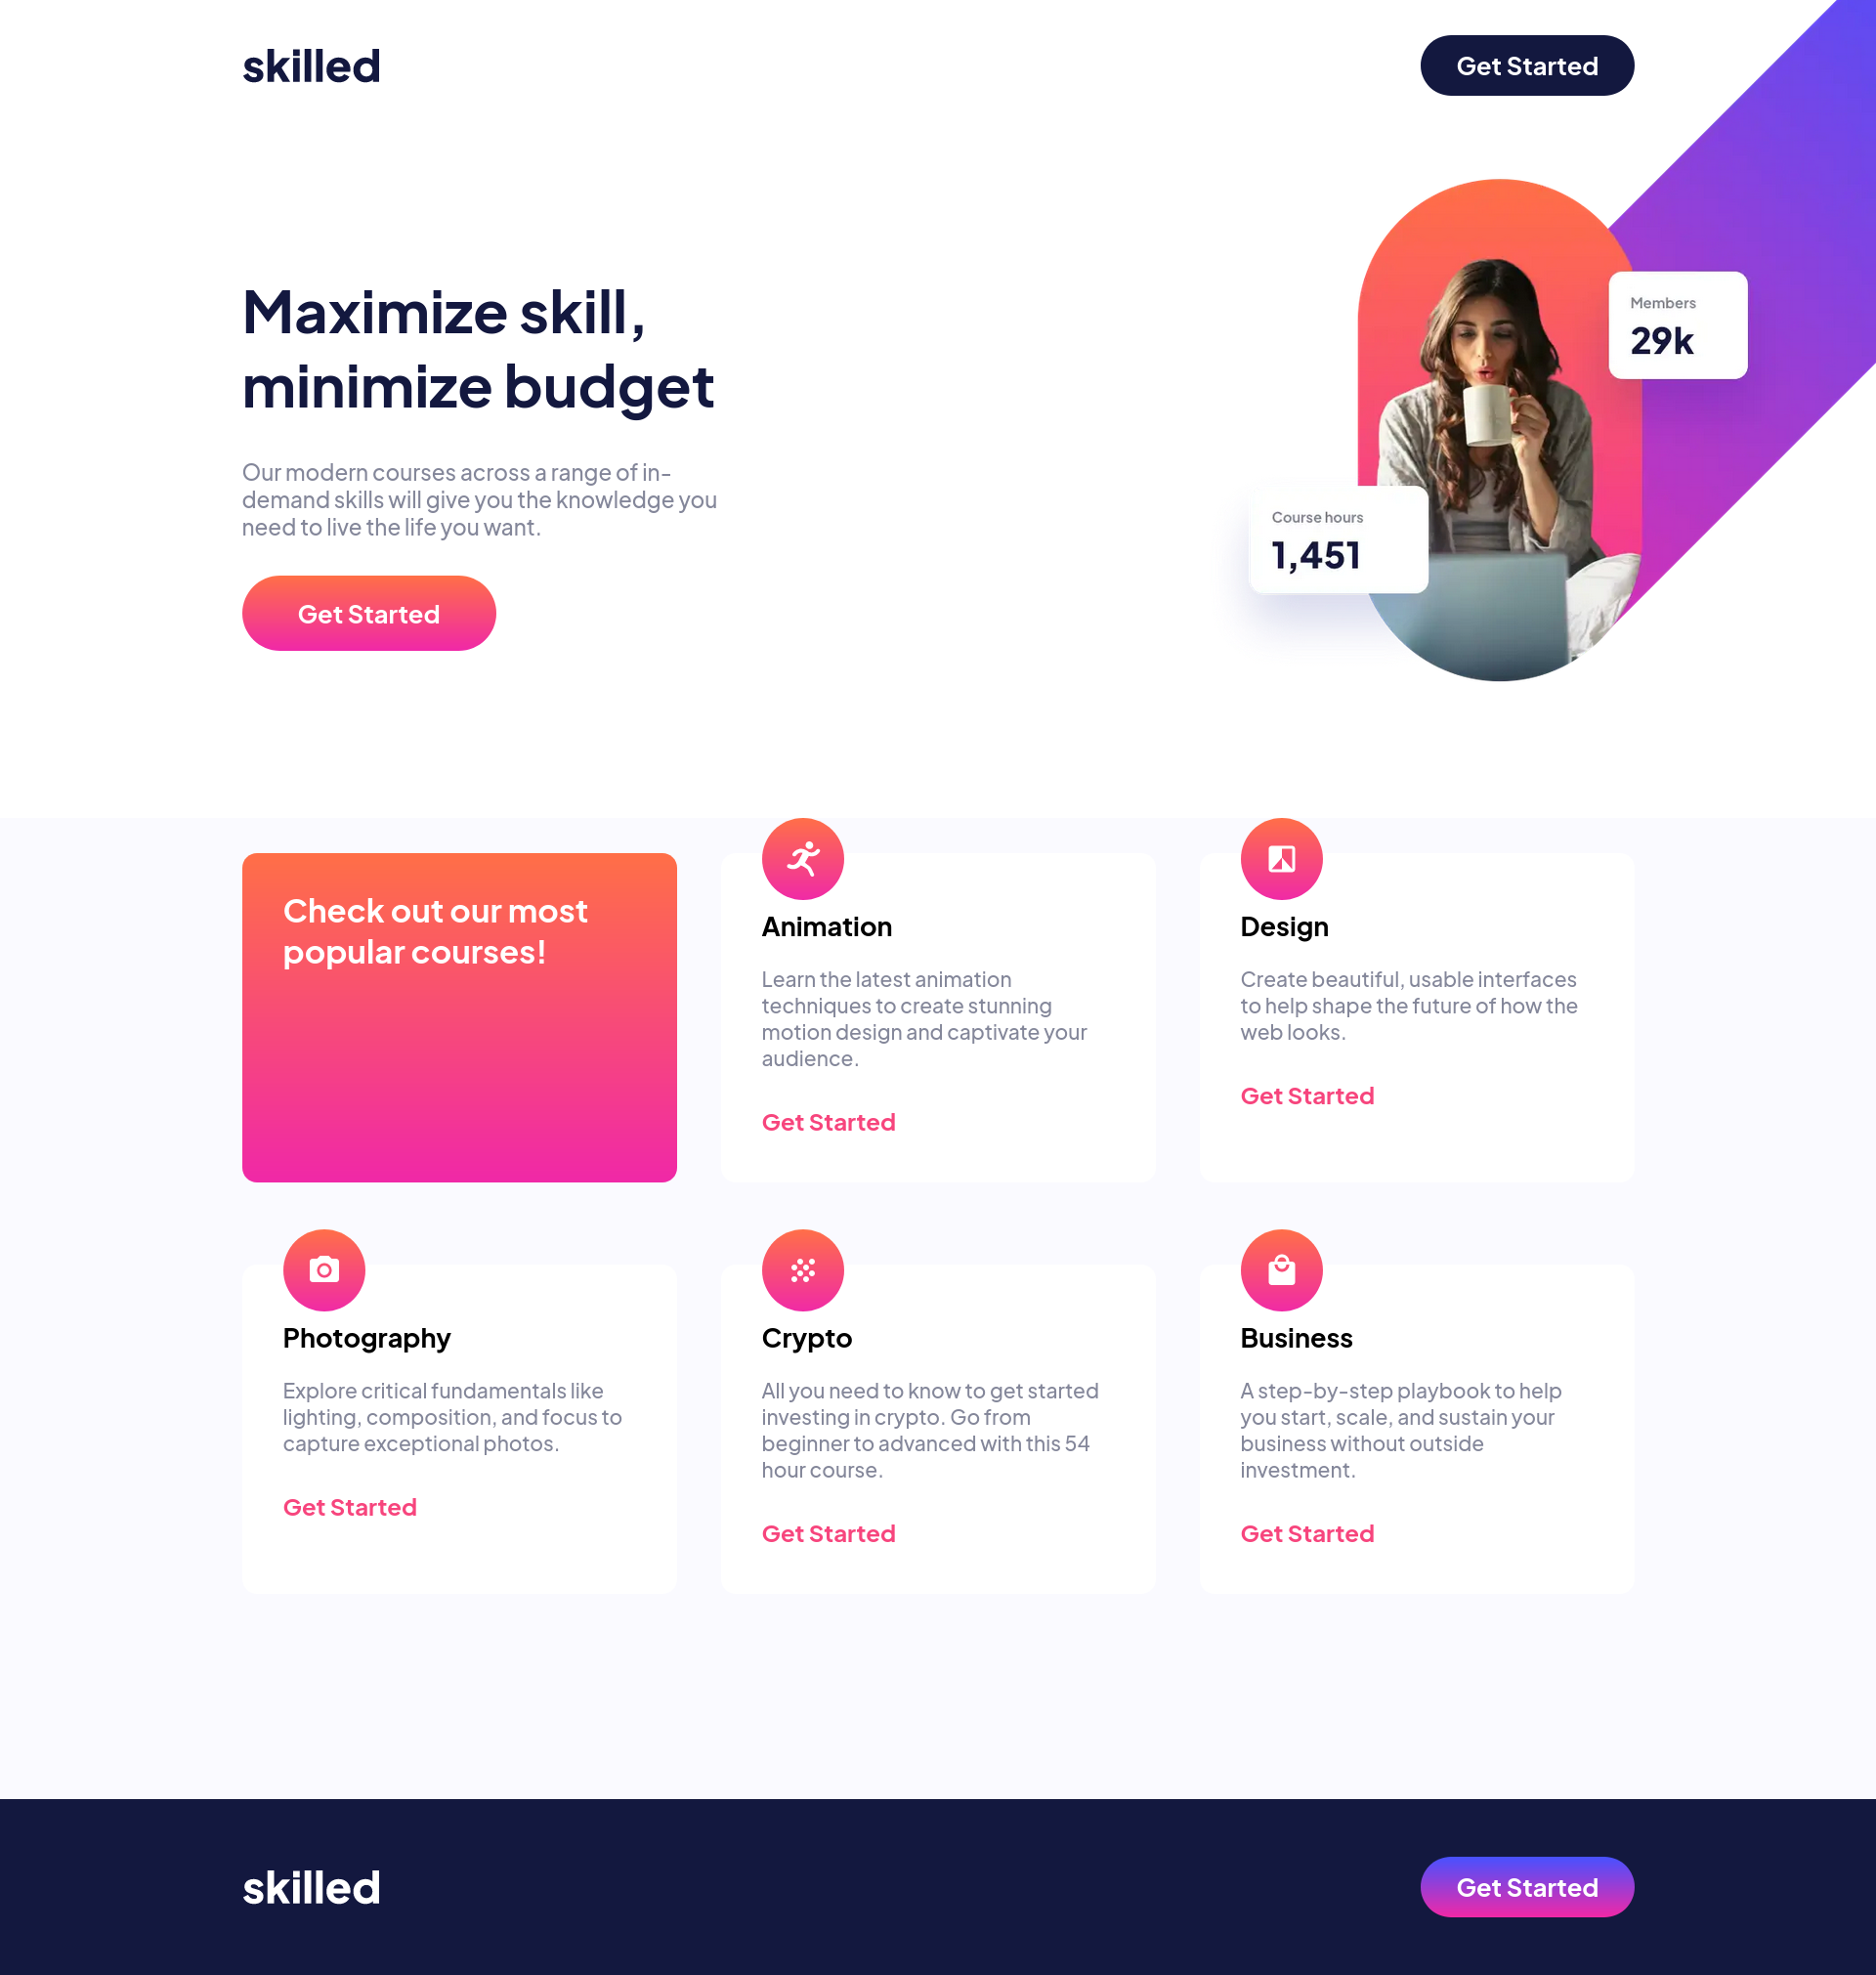 skilled
Get Started
Maximize skill,
minimize budget
Our modern courses across a range of in-
demand skills will give you the knowledge you
need to live the life you want.
Get Started
Members
29k
Course hours
1,451
Check out our most
popular courses!
Animation
Learn the latest animation
techniques to create stunning
motion design and captivate your
audience.
Get Started
Design
Create beautiful, usable interfaces
to help shape the future of how the
web looks.
Get Started
Photography
Explore critical fundamentals like
lighting, composition, and focus to
capture exceptional photos.
Get Started
Crypto
All you need to know to get started
investing in crypto. Go from
beginner to advanced with this 54
hour course.
Get Started
Business
A step-by-step playbook to help
you start, scale, and sustain your
business without outside
investment.
Get Started
skilled
Get Started